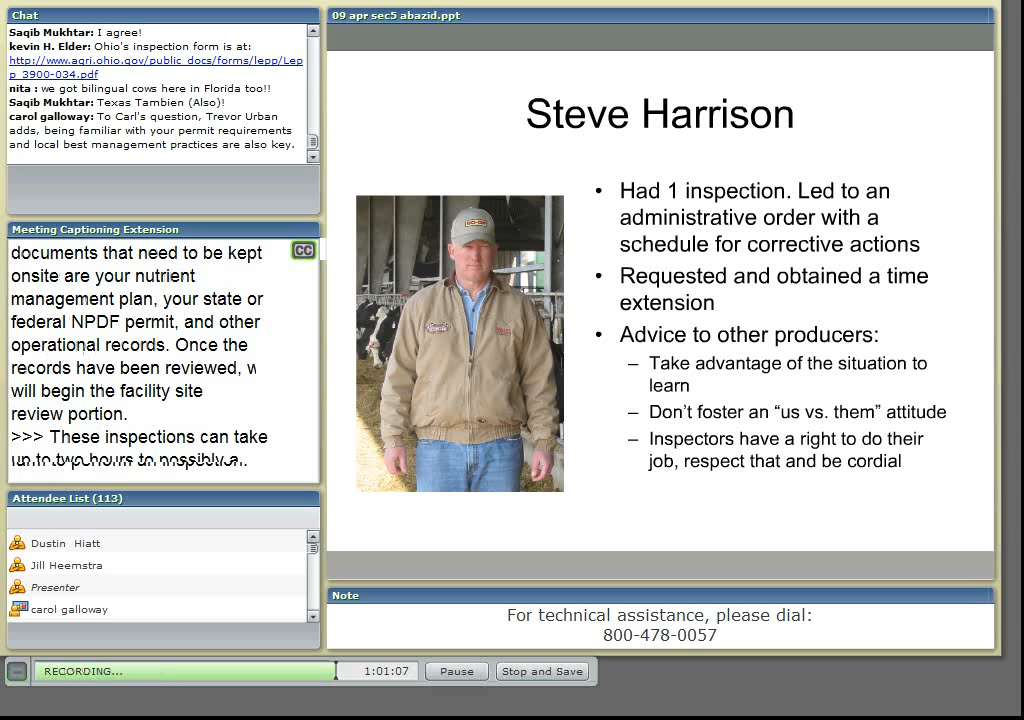 Chat
Saqib Mukhtar: I agree!
kevin H. Elder: Ohio's inspection form is at:
http://www.agri.ohio.gov/public_docs/forms/lepp/Lep
p_3900-034.pdf
nita : we got bilingual cows here in Florida too!!
Saqib Mukhtar: Texas Tambien (Also)!
carol galloway: To Carl's question, Trevor Urban
adds, being familiar with your permit requirements
and local best management practices are also key.
Meeting Captioning Extension
documents that need to be kept
onsite are your nutrient
management plan, your state or
federal NPDF permit, and other
operational records. Once the
records have been reviewed, w
will begin the facility site
review portion.
>>> These inspections can take
up to two hours to possibly a
CC
Attendee List (113)
Dustin Hiatt
Jill Heemstra
Presenter
carol galloway
09 apr sec5 abazid.ppt
Steve Harrison
• Had 1 inspection. Led to an
administrative order with a
schedule for corrective actions
• Requested and obtained a time
extension
• Advice to other producers:
– Take advantage of the situation to
learn
– Don't foster an “us vs. them” attitude
– Inspectors have a right to do their
job, respect that and be cordial
Note
For technical assistance, please dial:
800-478-0057
RECORDING...
1:01:07
Pause
Stop and Save